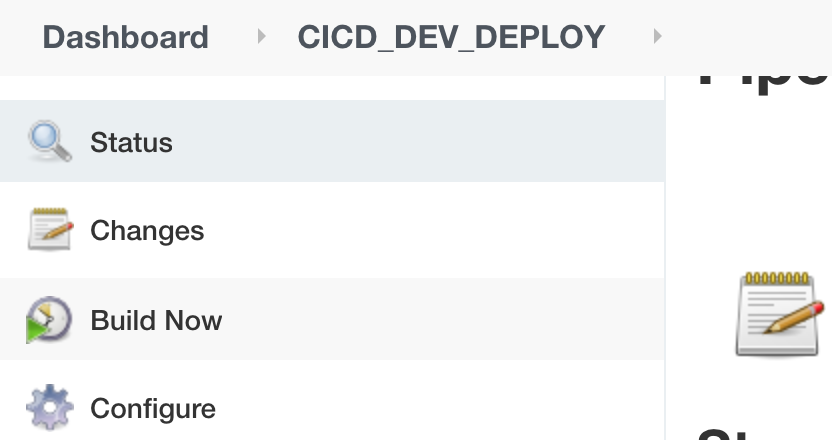 Dashboard CICD_DEV_DEPLOY
Status
Changes
Build Now
Configure